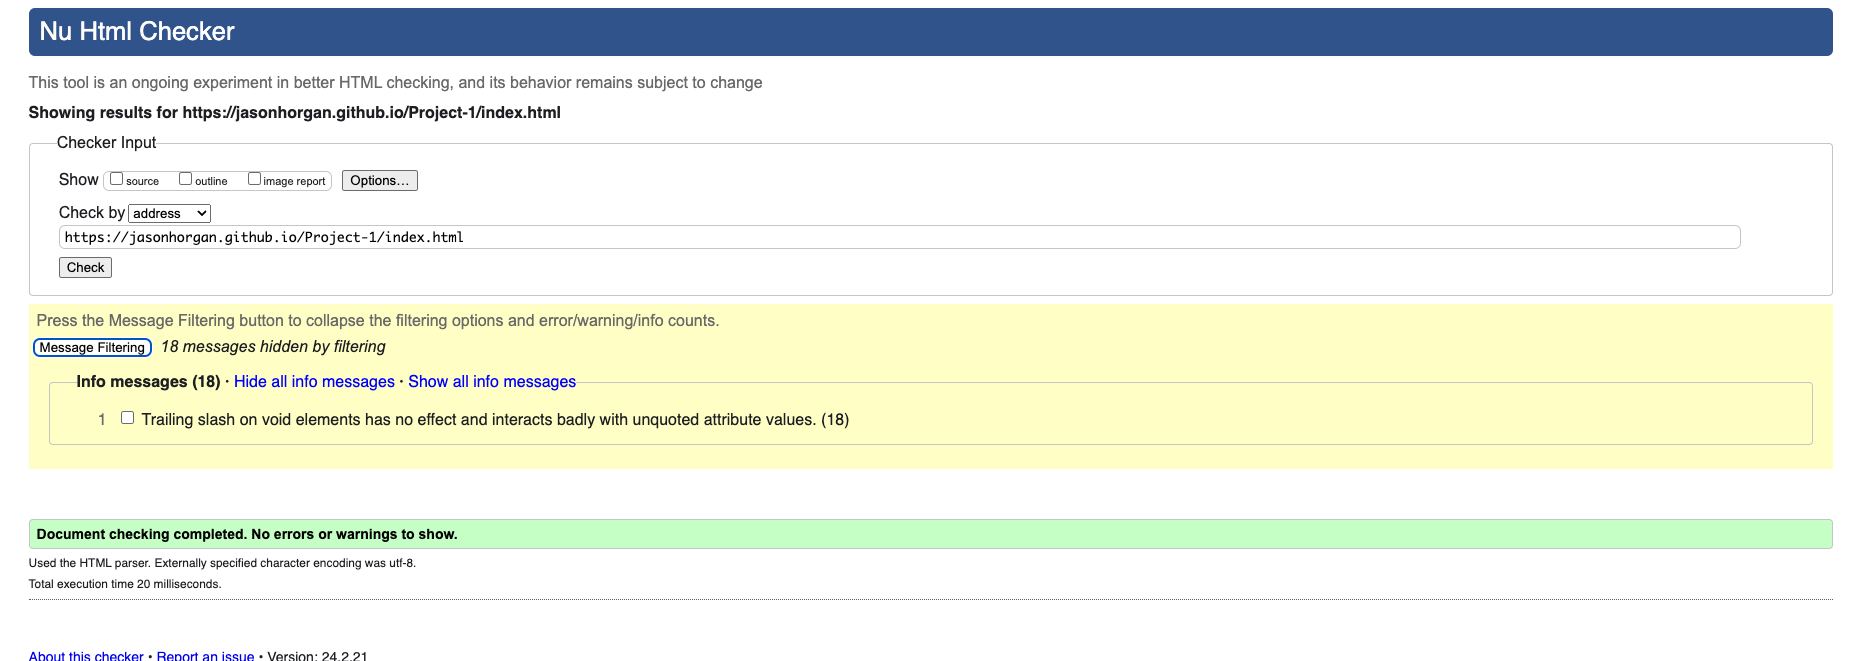 Nu Html Checker
This tool is an ongoing experiment in better HTML checking, and its behavior remains subject to change
Showing results for https://jasonhorgan.github.io/Project-1/index.html
Checker Input
Show source outline image report Options...
Check by address
https://jasonhorgan.github.io/Project-1/index.html
Check
Press the Message Filtering button to collapse the filtering options and error/warning/info counts.
Message Filtering 18 messages hidden by filtering
Info messages (18) · Hide all info messages · Show all info messages
1 Trailing slash on void elements has no effect and interacts badly with unquoted attribute values. (18)
Document checking completed. No errors or warnings to show.
Used the HTML parser. Externally specified character encoding was utf-8.
Total execution time 20 milliseconds.
About this checker • Report an issue • Version: 24.2.21